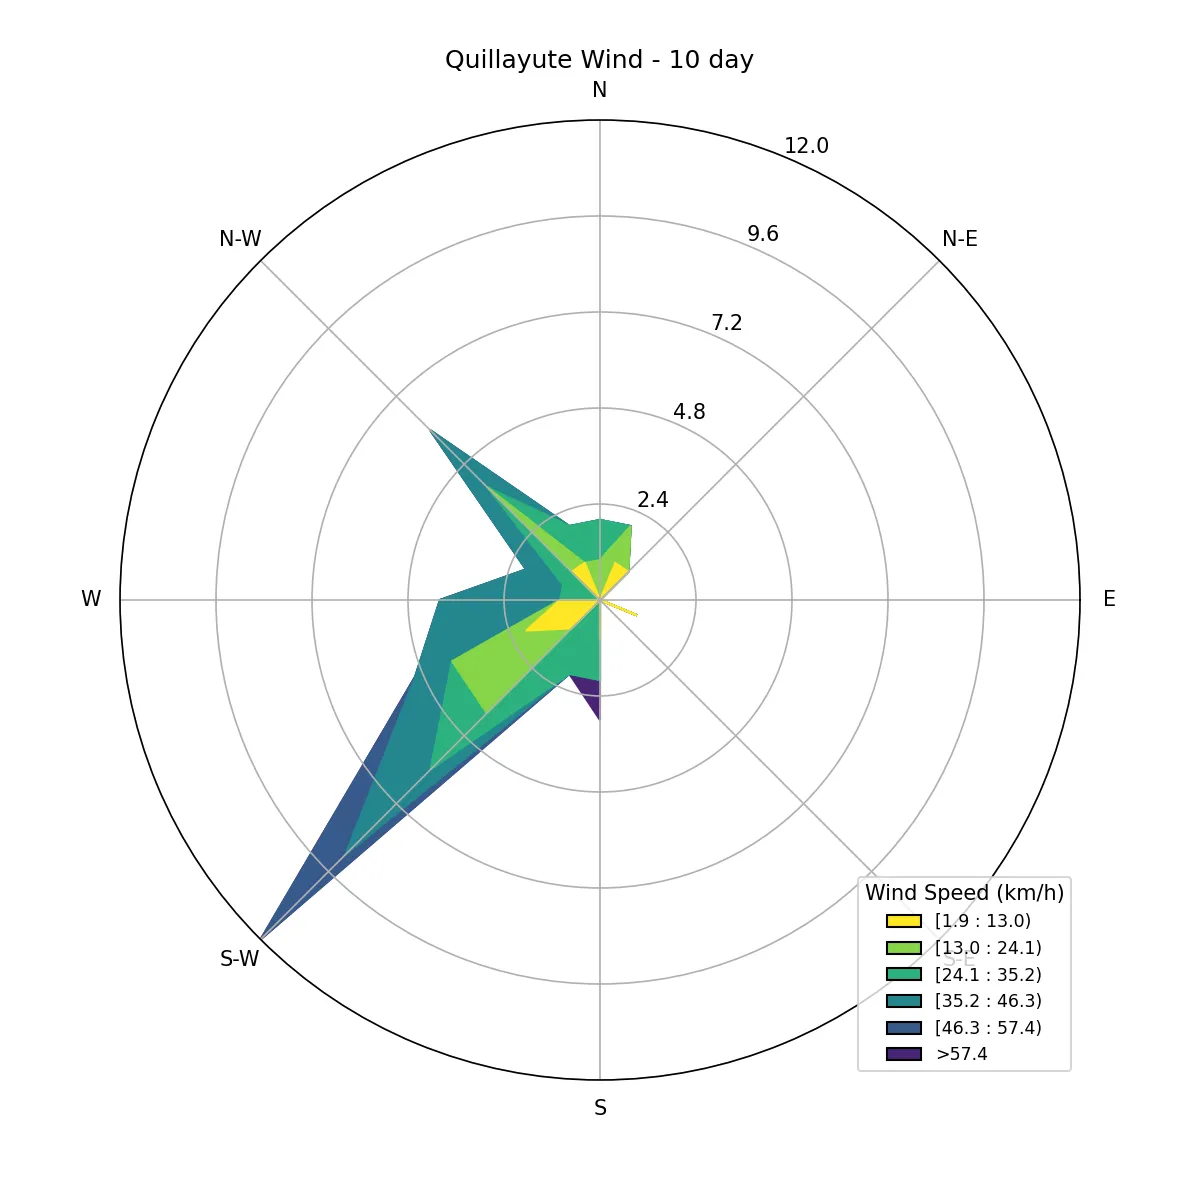 Quillayute Wind - 10 day
N
12.0
N-W
9.6
N-E
7.2
4.8
2.4
W
E
S-W
S-E
S
Wind Speed (km/h)
[1.9 : 13.0)
[13.0 : 24.1)
[24.1 : 35.2)
[35.2 : 46.3)
[46.3 : 57.4)
>57.4